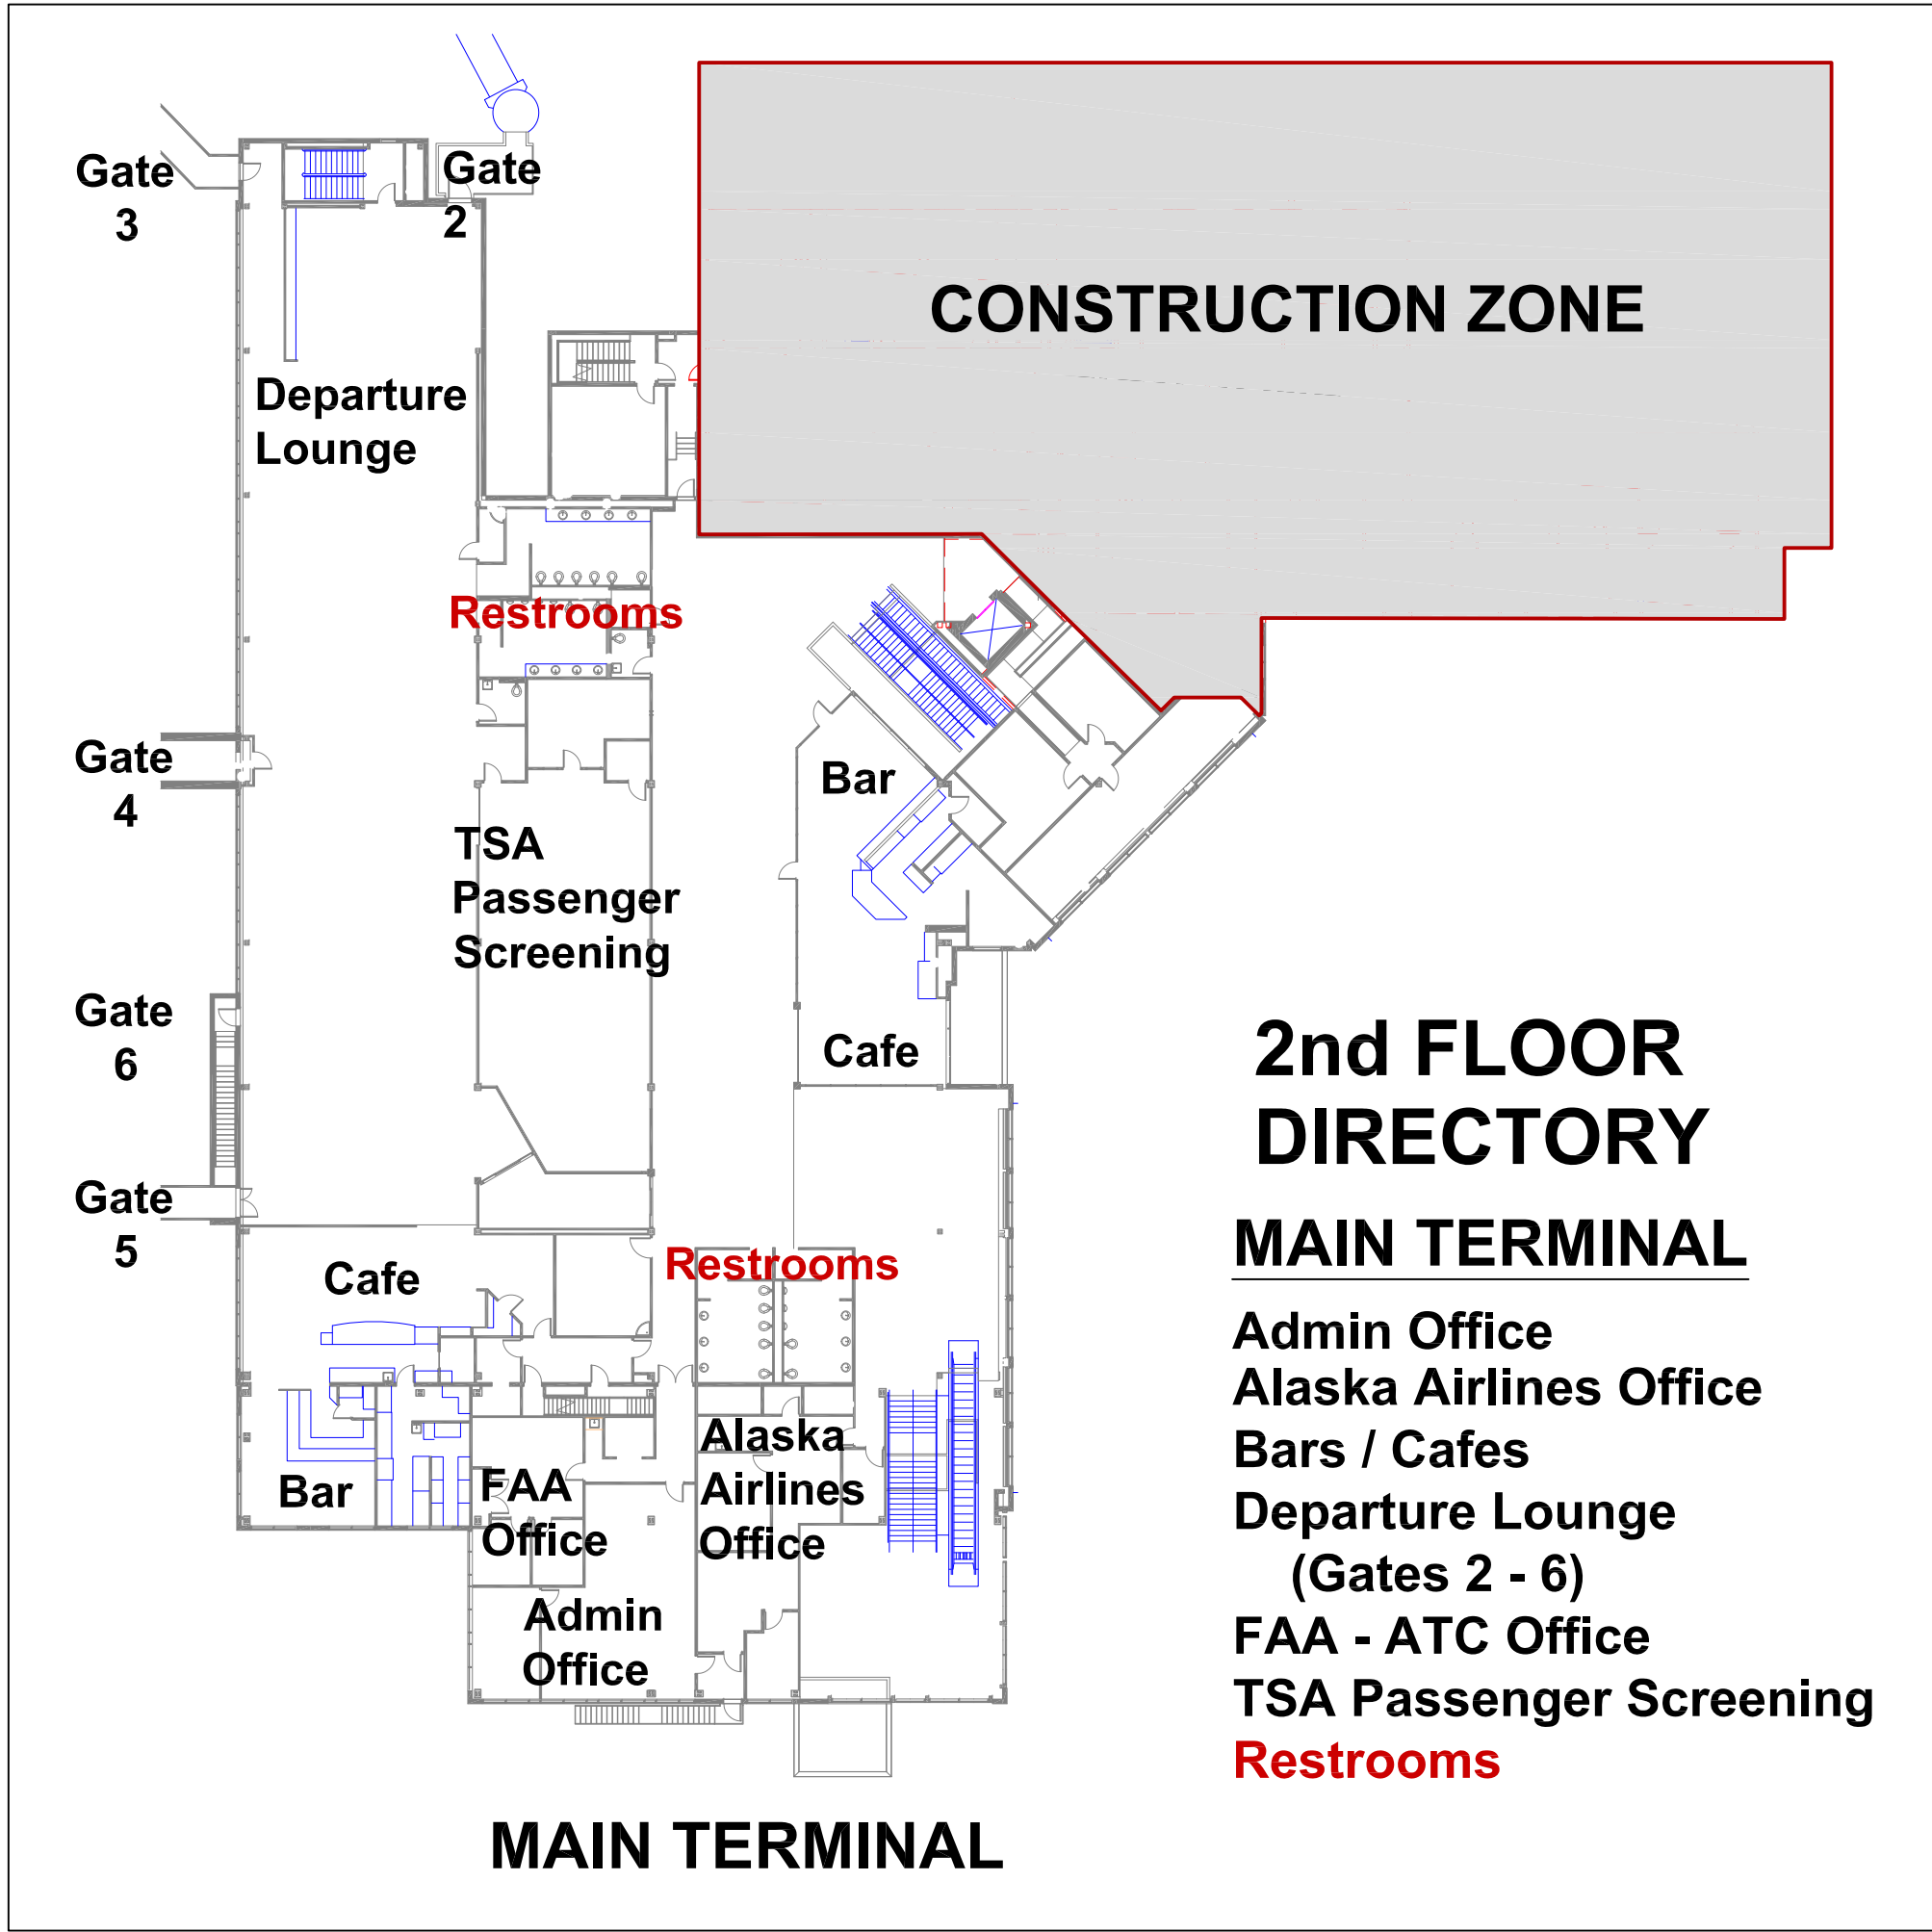 Gate
3
Gate
2
CONSTRUCTION ZONE
Departure
Lounge
Restrooms
Gate
4
Bar
TSA
Passenger
Screening
Gate
6
Cafe
Gate
5
Cafe
Restrooms
Bar
FAA
Office
Alaska
Airlines
Office
Admin
Office
MAIN TERMINAL
2nd FLOOR
DIRECTORY
MAIN TERMINAL
Admin Office
Alaska Airlines Office
Bars / Cafes
Departure Lounge
(Gates 2 - 6)
FAA - ATC Office
TSA Passenger Screening
Restrooms